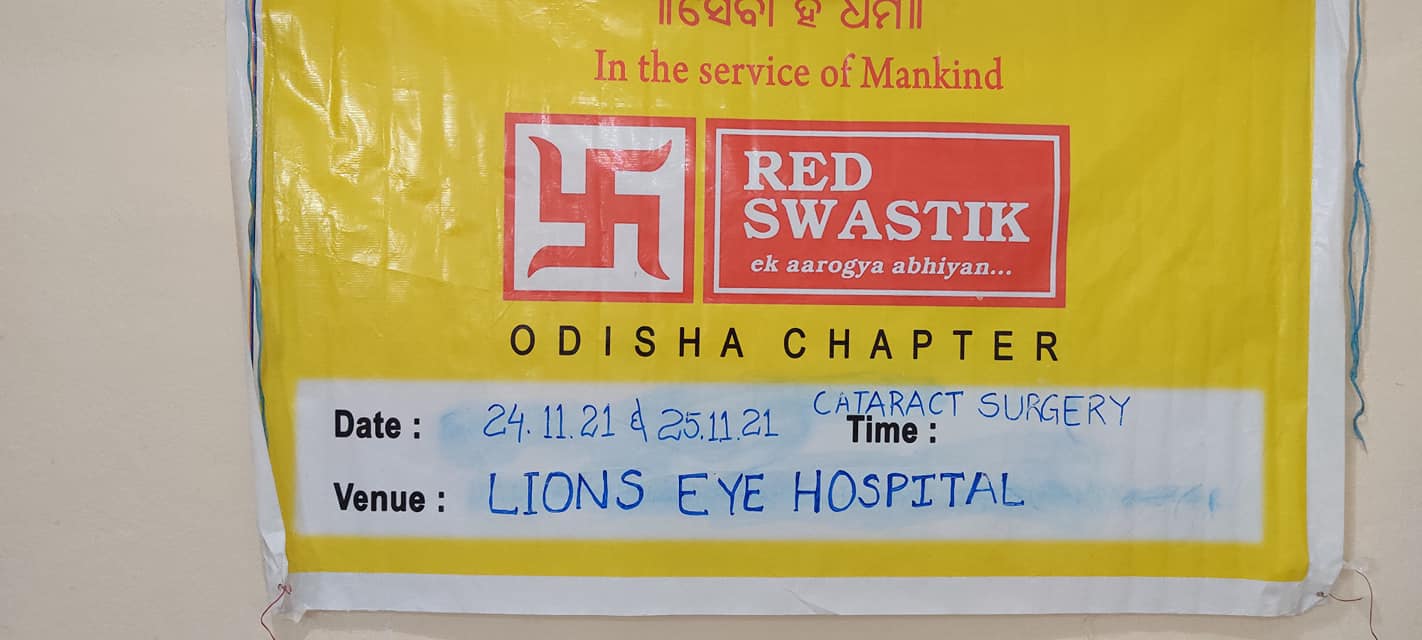 ॥ସେବା ହିଁ ଧର୍ମ॥
In the service of Mankind
RED
SWASTIK
ek aarogya abhiyan...
ODISHA CHAPTER
CATARACT SURGERY
Date : 24.11.21 & 25.11.21 Time :
Venue : LIONS EYE HOSPITAL